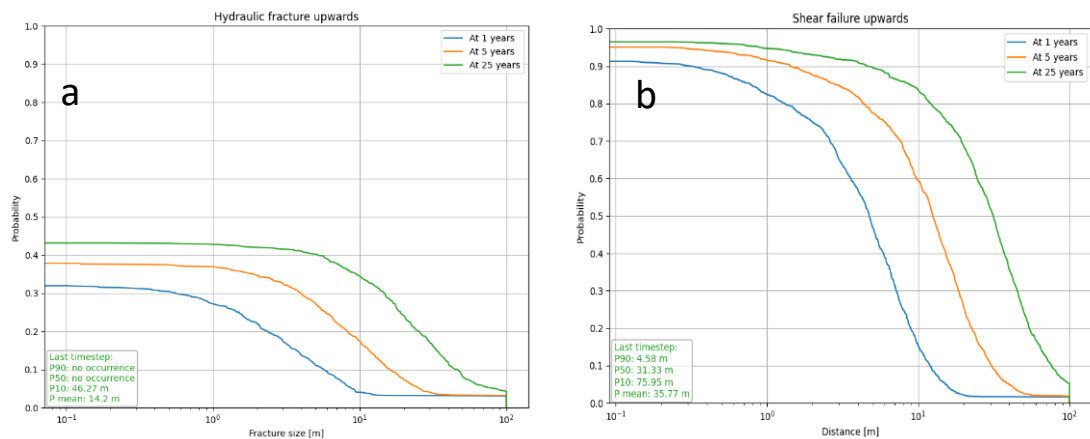 Hydraulic fracture upwards
1.0
0.9
0.8
0.7
0.6
0.5
0.4
0.3
0.2
0.1
0.0
Probability
a
At 1 years
At 5 years
At 25 years
Last timestep:
P90: no occurrence
P50: no occurrence
P10: 46.27 m
P mean: 14.2 m
10⁻¹ 10⁰ 10¹ 10²
Fracture size [m]
Shear failure upwards
1.0
0.9
0.8
0.7
0.6
0.5
0.4
0.3
0.2
0.1
0.0
Probability
b
At 1 years
At 5 years
At 25 years
Last timestep:
P90: 4.58 m
P50: 31.33 m
P10: 75.95 m
P mean: 35.77 m
10⁻¹ 10⁰ 10¹ 10²
Distance [m]